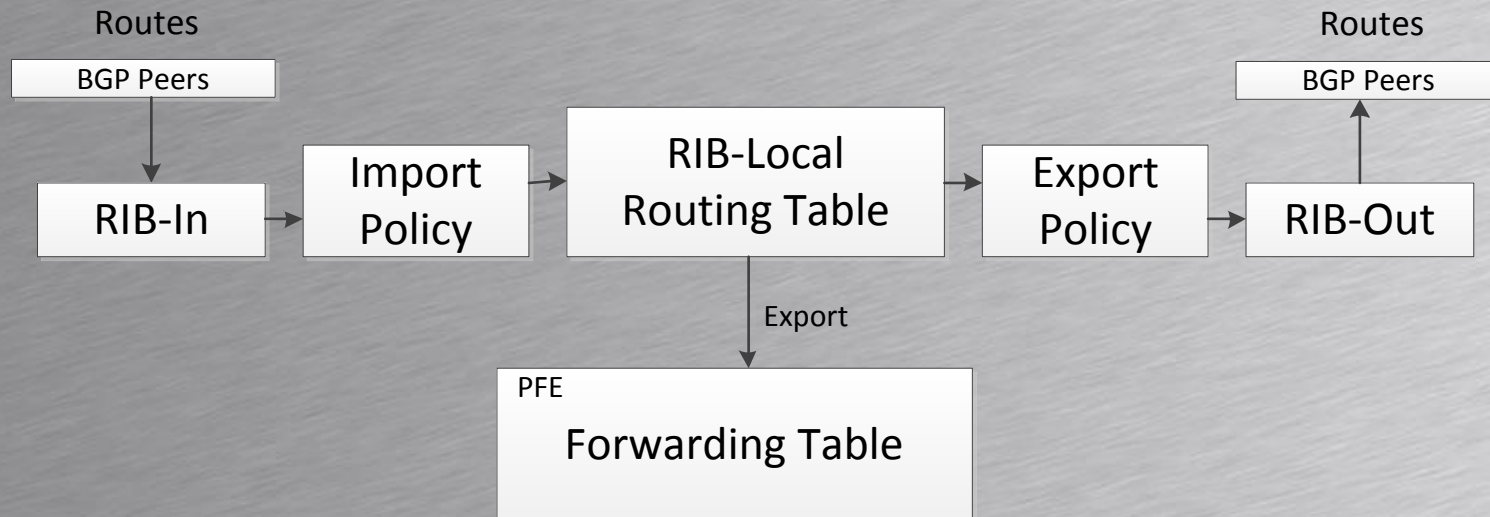 Routes
BGP Peers
RIB-In
Import
Policy
RIB-Local
Routing Table
Export
Policy
RIB-Out
Routes
BGP Peers
Export
PFE
Forwarding Table